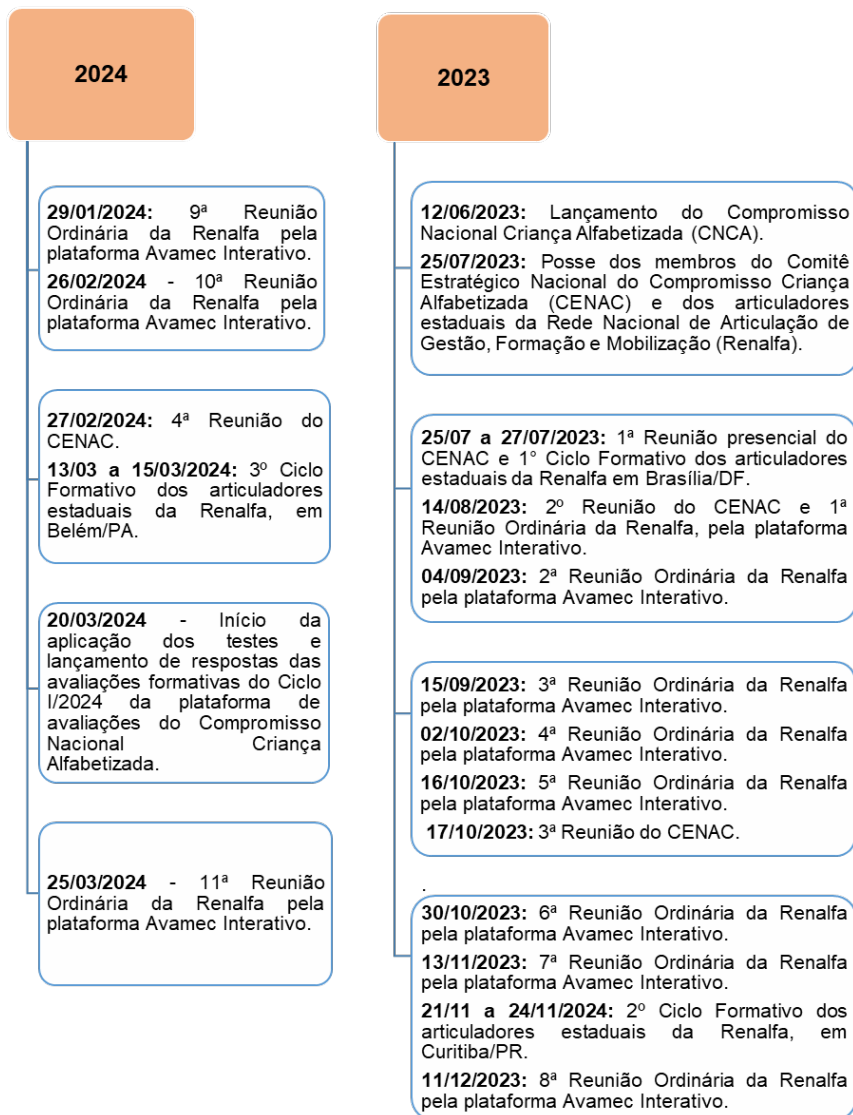 2024
29/01/2024: 9ª Reunião
Ordinária da Renalfa pela
plataforma Avamec Interativo.
26/02/2024 - 10ª Reunião
Ordinária da Renalfa pela
plataforma Avamec Interativo.
27/02/2024: 4ª Reunião do
CENAC.
13/03 a 15/03/2024: 3º Ciclo
Formativo dos articuladores
estaduais da Renalfa, em
Belém/PA.
20/03/2024 - Início da
aplicação dos testes e
lançamento de respostas das
avaliações formativas do Ciclo
I/2024 da plataforma de
avaliações do Compromisso
Nacional Criança
Alfabetizada.
25/03/2024 - 11ª Reunião
Ordinária da Renalfa pela
plataforma Avamec Interativo.
2023
12/06/2023: Lançamento do Compromisso
Nacional Criança Alfabetizada (CNCA).
25/07/2023: Posse dos membros do Comitê
Estratégico Nacional do Compromisso Criança
Alfabetizada (CENAC) e dos articuladores
estaduais da Rede Nacional de Articulação de
Gestão, Formação e Mobilização (Renalfa).
25/07 a 27/07/2023: 1ª Reunião presencial do
CENAC e 1° Ciclo Formativo dos articuladores
estaduais da Renalfa em Brasília/DF.
14/08/2023: 2º Reunião do CENAC e 1ª
Reunião Ordinária da Renalfa, pela plataforma
Avamec Interativo.
04/09/2023: 2ª Reunião Ordinária da Renalfa
pela plataforma Avamec Interativo.
15/09/2023: 3ª Reunião Ordinária da Renalfa
pela plataforma Avamec Interativo.
02/10/2023: 4ª Reunião Ordinária da Renalfa
pela plataforma Avamec Interativo.
16/10/2023: 5ª Reunião Ordinária da Renalfa
pela plataforma Avamec Interativo.
17/10/2023: 3ª Reunião do CENAC.
.
30/10/2023: 6ª Reunião Ordinária da Renalfa
pela plataforma Avamec Interativo.
13/11/2023: 7ª Reunião Ordinária da Renalfa
pela plataforma Avamec Interativo.
21/11 a 24/11/2024: 2º Ciclo Formativo dos
articuladores estaduais da Renalfa, em
Curitiba/PR.
11/12/2023: 8ª Reunião Ordinária da Renalfa
pela plataforma Avamec Interativo.